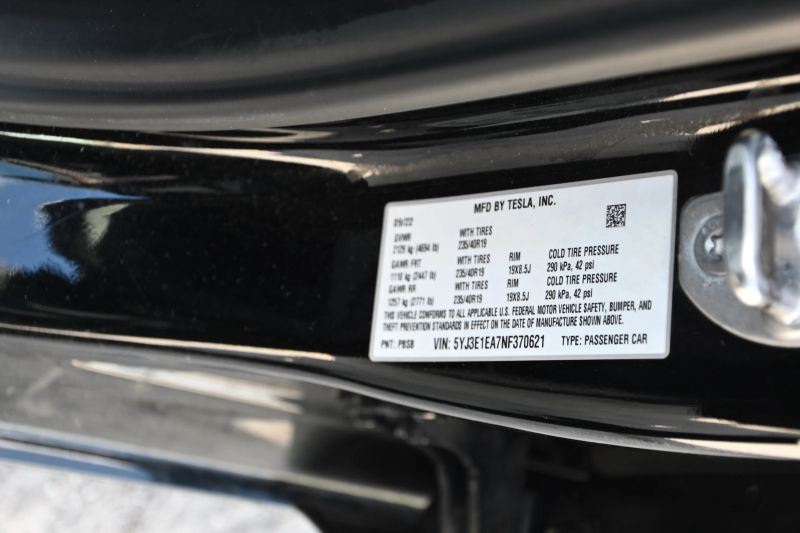 MFD BY TESLA, INC.
09/22
GVWR WITH TIRES
2129 kg (4694 lb) 235/40R19
GAWR FRT WITH TIRES RIM COLD TIRE PRESSURE
1110 kg (2447 lb) 235/40R19 19X8.5J 290 kPa, 42 psi
GAWR RR WITH TIRES RIM COLD TIRE PRESSURE
1257 kg (2771 lb) 235/40R19 19X8.5J 290 kPa, 42 psi
THIS VEHICLE CONFORMS TO ALL APPLICABLE U.S. FEDERAL MOTOR VEHICLE SAFETY, BUMPER, AND
THEFT PREVENTION STANDARDS IN EFFECT ON THE DATE OF MANUFACTURE SHOWN ABOVE.
PNT: PBSB VIN: 5YJ3E1EA7NF370621 TYPE: PASSENGER CAR